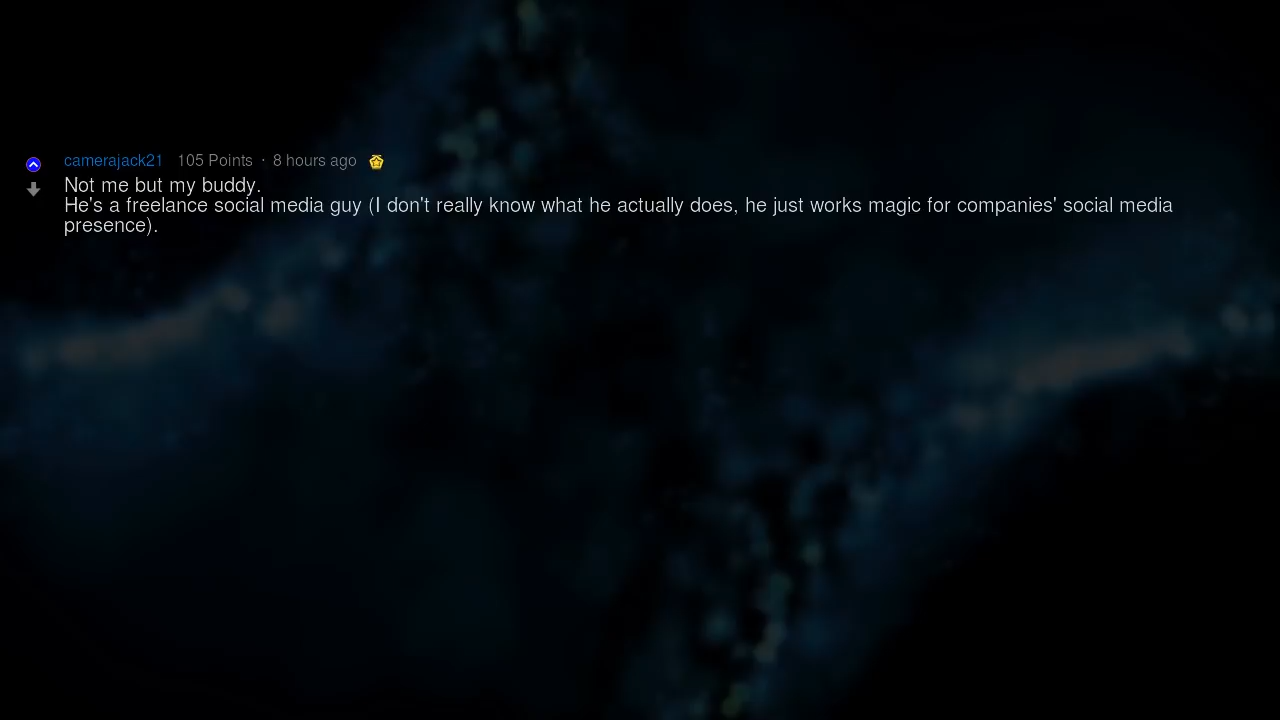 camerajack21 105 Points · 8 hours ago
Not me but my buddy.
He's a freelance social media guy (I don't really know what he actually does, he just works magic for companies' social media
presence).